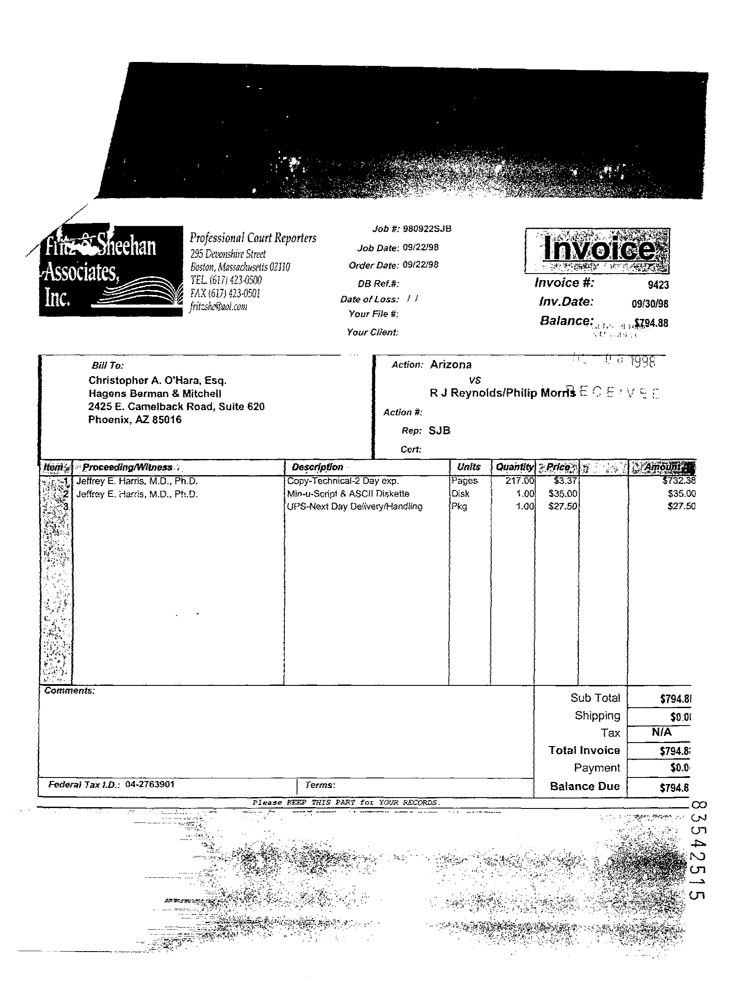 Fritz & Sheehan
Associates,
Inc.
Professional Court Reporters
295 Devonshire Street
Boston, Massachusetts 02110
TEL. (617) 423-0500
FAX (617) 423-0501
fritzshe@aol.com
Job #: 980922SJB
Job Date: 09/22/98
Order Date: 09/22/98
DB Ref.#:
Date of Loss: / /
Your File #:
Your Client:
Invoice
Invoice #: 9423
Inv.Date: 09/30/98
Balance: $794.88
1998
RECEIVED
Bill To:
Christopher A. O'Hara, Esq.
Hagens Berman & Mitchell
2425 E. Camelback Road, Suite 620
Phoenix, AZ 85016
Action: Arizona
vs
R J Reynolds/Philip Morris
Action #:
Rep: SJB
Cert:
Item Proceeding/Witness Description Units Quantity Price Amount
1 Jeffrey E. Harris, M.D., Ph.D. Copy-Technical-2 Day exp. Pages 217.00 $3.37 $732.38
2 Jeffrey E. Harris, M.D., Ph.D. Min-u-Script & ASCII Diskette Disk 1.00 $35.00 $35.00
3 UPS-Next Day Delivery/Handling Pkg 1.00 $27.50 $27.50
Comments:
Sub Total $794.8
Shipping $0.0
Tax N/A
Total Invoice $794.8
Payment $0.0
Balance Due $794.8
Federal Tax I.D.: 04-2763901 Terms:
Please KEEP THIS PART for YOUR RECORDS.
83542515